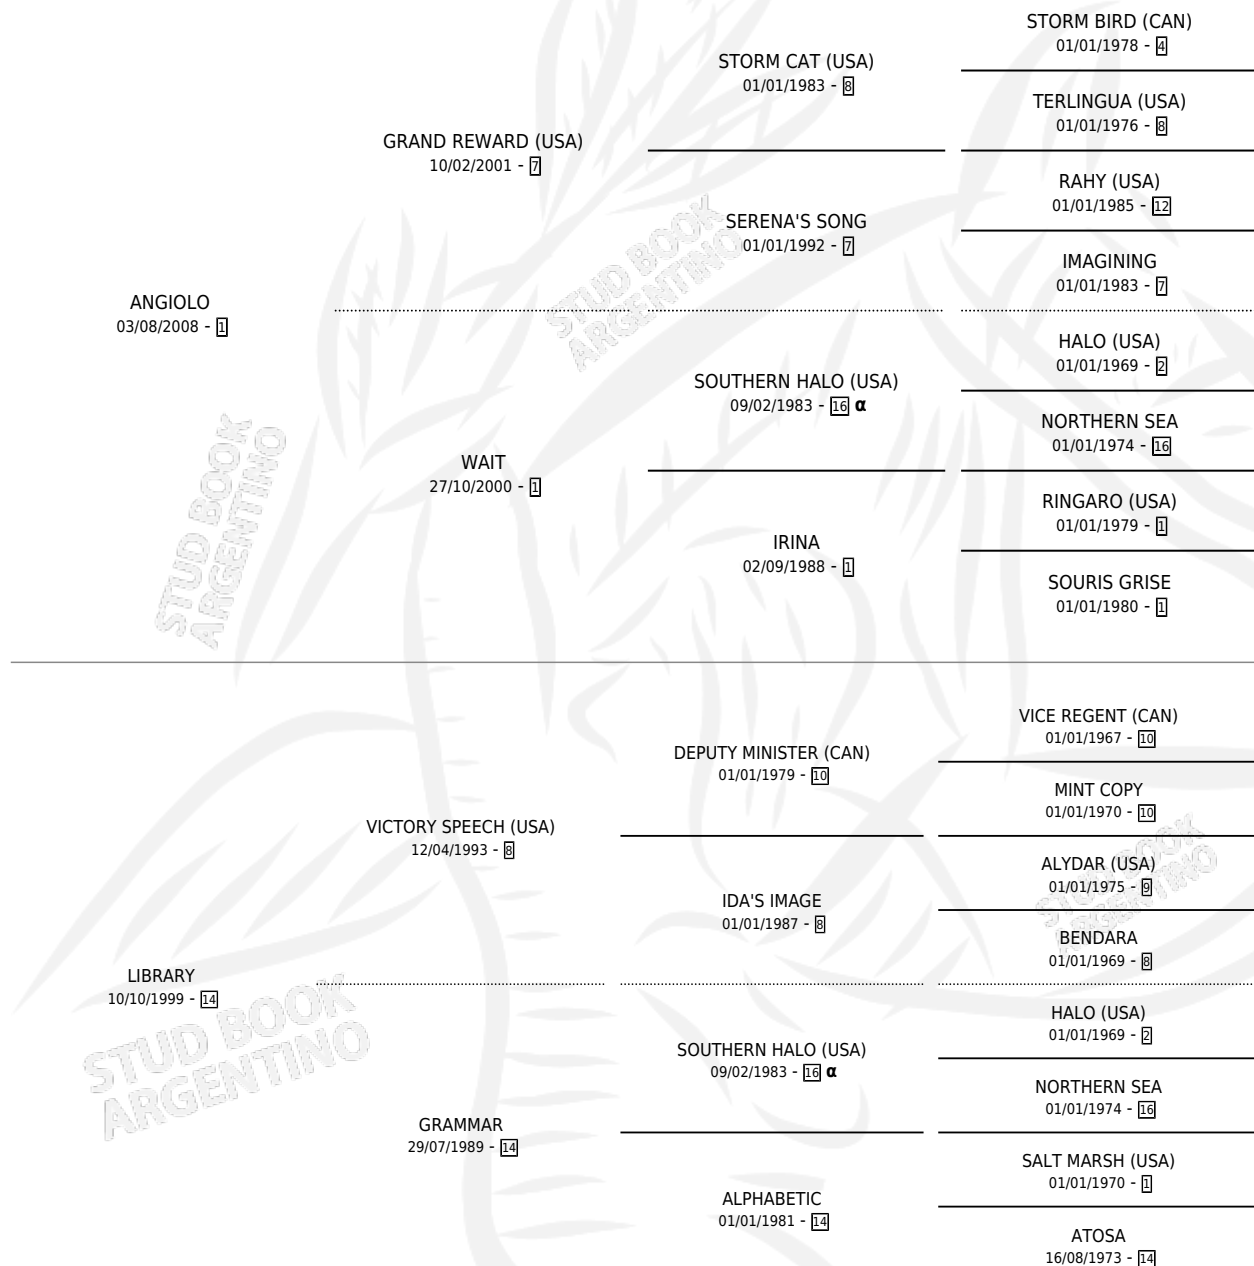 STORM BIRD (CAN)
01/01/1978 - 4
STORM CAT (USA)
01/01/1983 - 8
TERLINGUA (USA)
01/01/1976 - 8
GRAND REWARD (USA)
10/02/2001 - 7
RAHY (USA)
01/01/1985 - 12
SERENA'S SONG
01/01/1992 - 7
IMAGINING
01/01/1983 - 7
ANGIOLO
03/08/2008 - 1
HALO (USA)
01/01/1969 - 2
SOUTHERN HALO (USA)
09/02/1983 - 16 α
NORTHERN SEA
01/01/1974 - 16
WAIT
27/10/2000 - 1
RINGARO (USA)
01/01/1979 - 1
IRINA
02/09/1988 - 1
SOURIS GRISE
01/01/1980 - 1
STUD BOOK
ARGENTINO
STUD BOOK
ARGENTINO
VICE REGENT (CAN)
01/01/1967 - 10
DEPUTY MINISTER (CAN)
01/01/1979 - 10
MINT COPY
01/01/1970 - 10
VICTORY SPEECH (USA)
12/04/1993 - 8
ALYDAR (USA)
01/01/1975 - 9
IDA'S IMAGE
01/01/1987 - 8
BENDARA
01/01/1969 - 8
LIBRARY
10/10/1999 - 14
HALO (USA)
01/01/1969 - 2
SOUTHERN HALO (USA)
09/02/1983 - 16 α
NORTHERN SEA
01/01/1974 - 16
GRAMMAR
29/07/1989 - 14
SALT MARSH (USA)
01/01/1970 - 1
ALPHABETIC
01/01/1981 - 14
ATOSA
16/08/1973 - 14
STUD BOOK
ARGENTINO
STUD BOOK
ARGENTINO